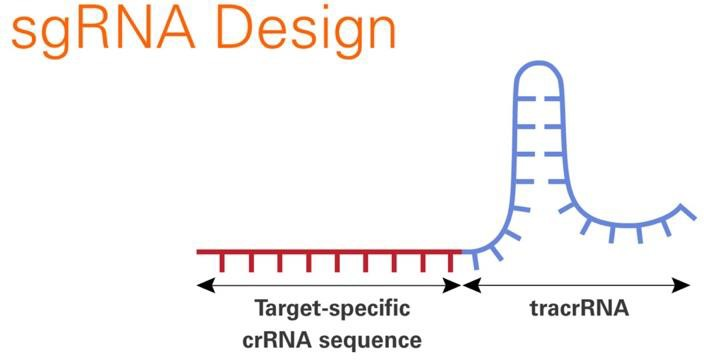 sgRNA Design
Target-specific
crRNA sequence
tracrRNA